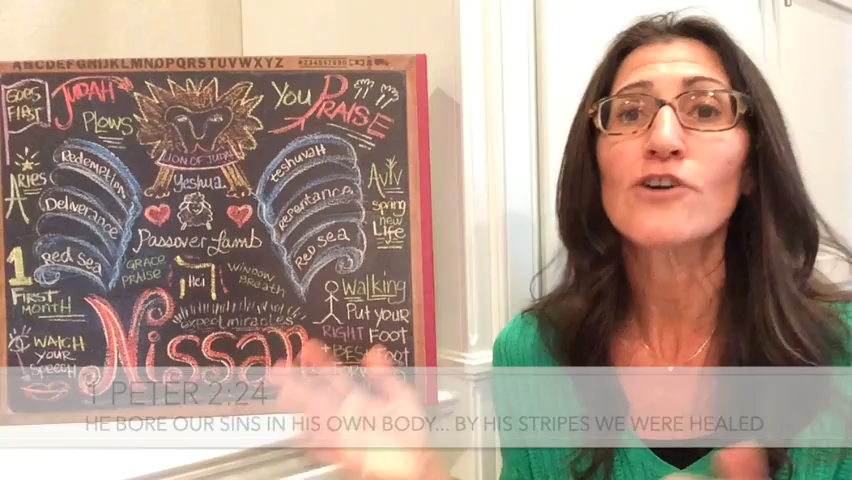 ABCDEFGHIJKLMNOPQRSTUVWXYZ 1234567890
GOES
FIRST
JUDAH
PLOWS
LION OF JUDAH
YOU
PRAISE
Redemption
Deliverance
Red Sea
Yeshua
Passover Lamb
teshuvah
Repentance
Red sea
Aries
AVIV
Spring
new
Life
1
FIRST
MONTH
GRACE
PRAISE
Hei
WINDOW
BREATH
expect miracles
Nissan
Walking
Put your
RIGHT Foot
+ BEST Foot
WATCH
YOUR
SPEECH
1 PETER 2:24
HE BORE OUR SINS IN HIS OWN BODY... BY HIS STRIPES WE WERE HEALED